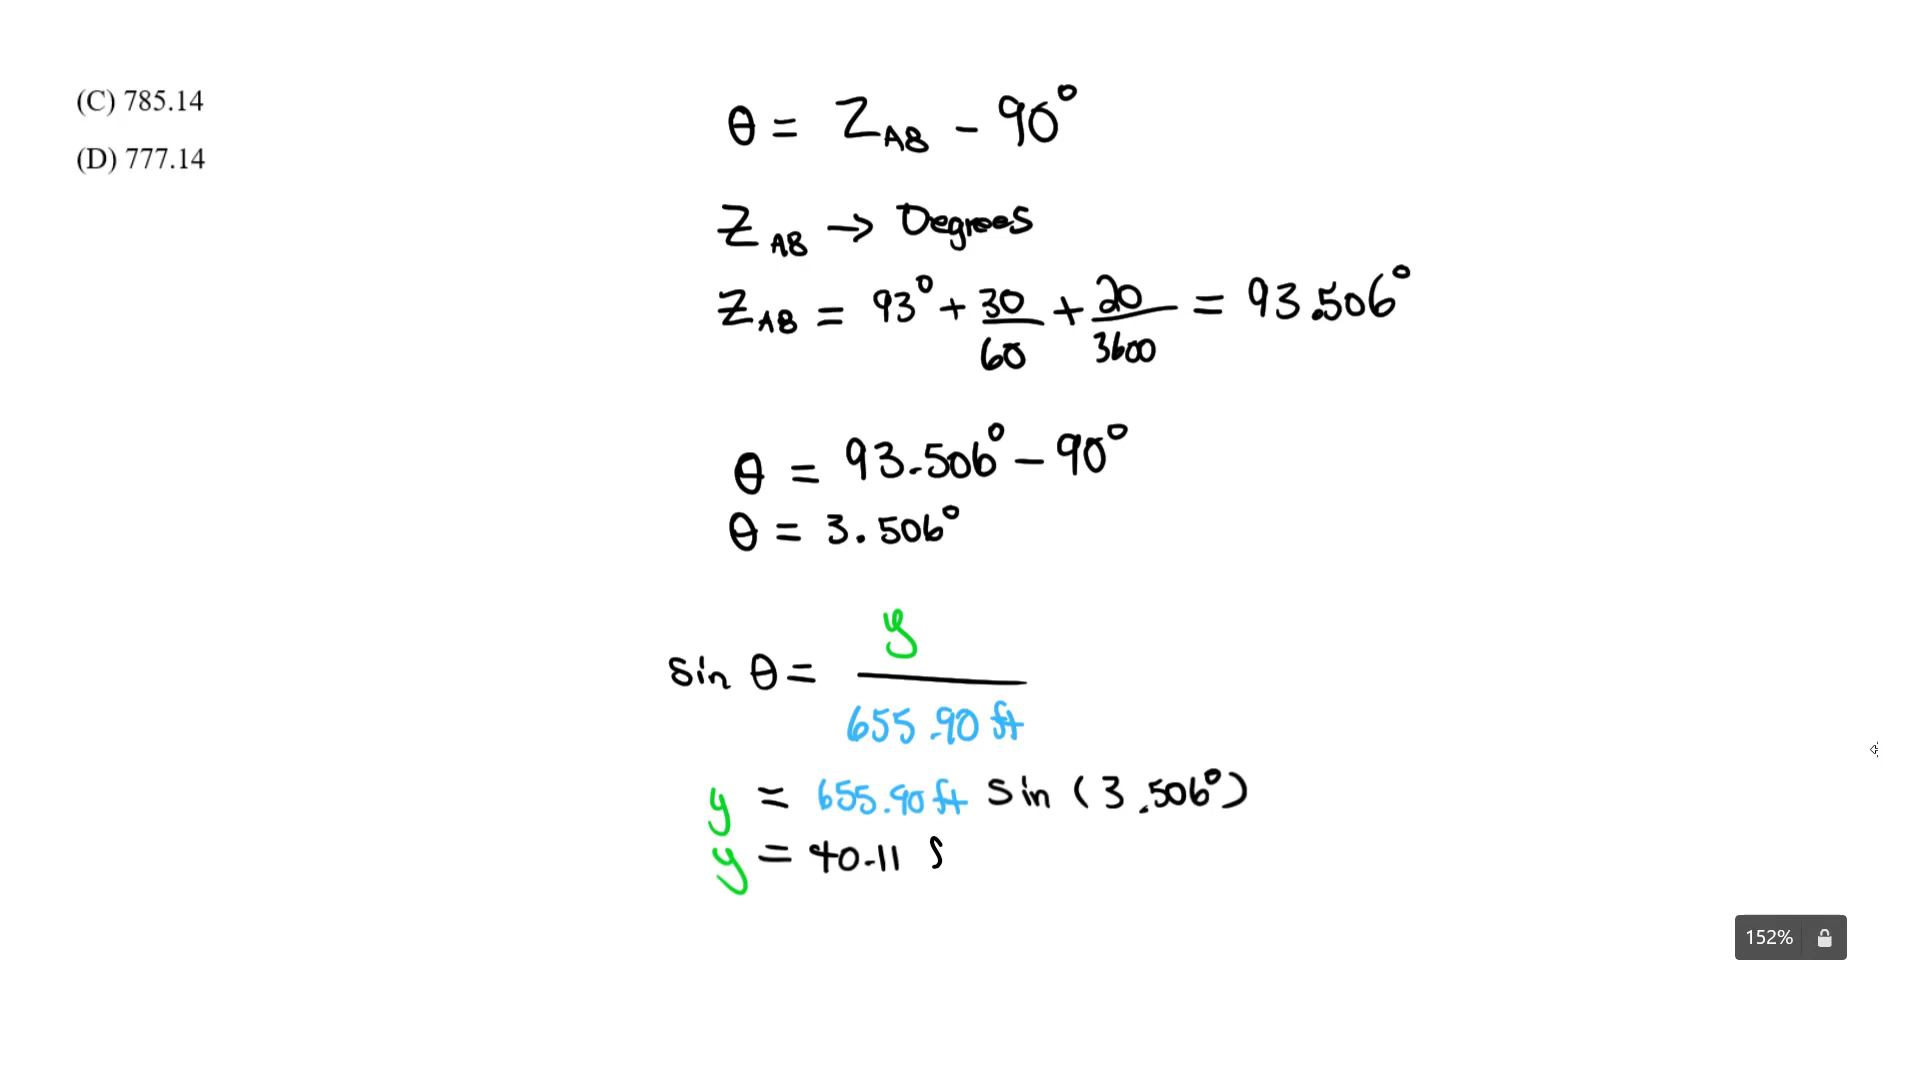 (C) 785.14
(D) 777.14
θ = Z_AB - 90°
Z_AB → Degrees
Z_AB = 93° + 30/60 + 20/3600 = 93.506°
θ = 93.506° - 90°
θ = 3.506°
sin θ = y / 655.90 ft
y = 655.90 ft sin (3.506°)
y = 40.11 S
152%